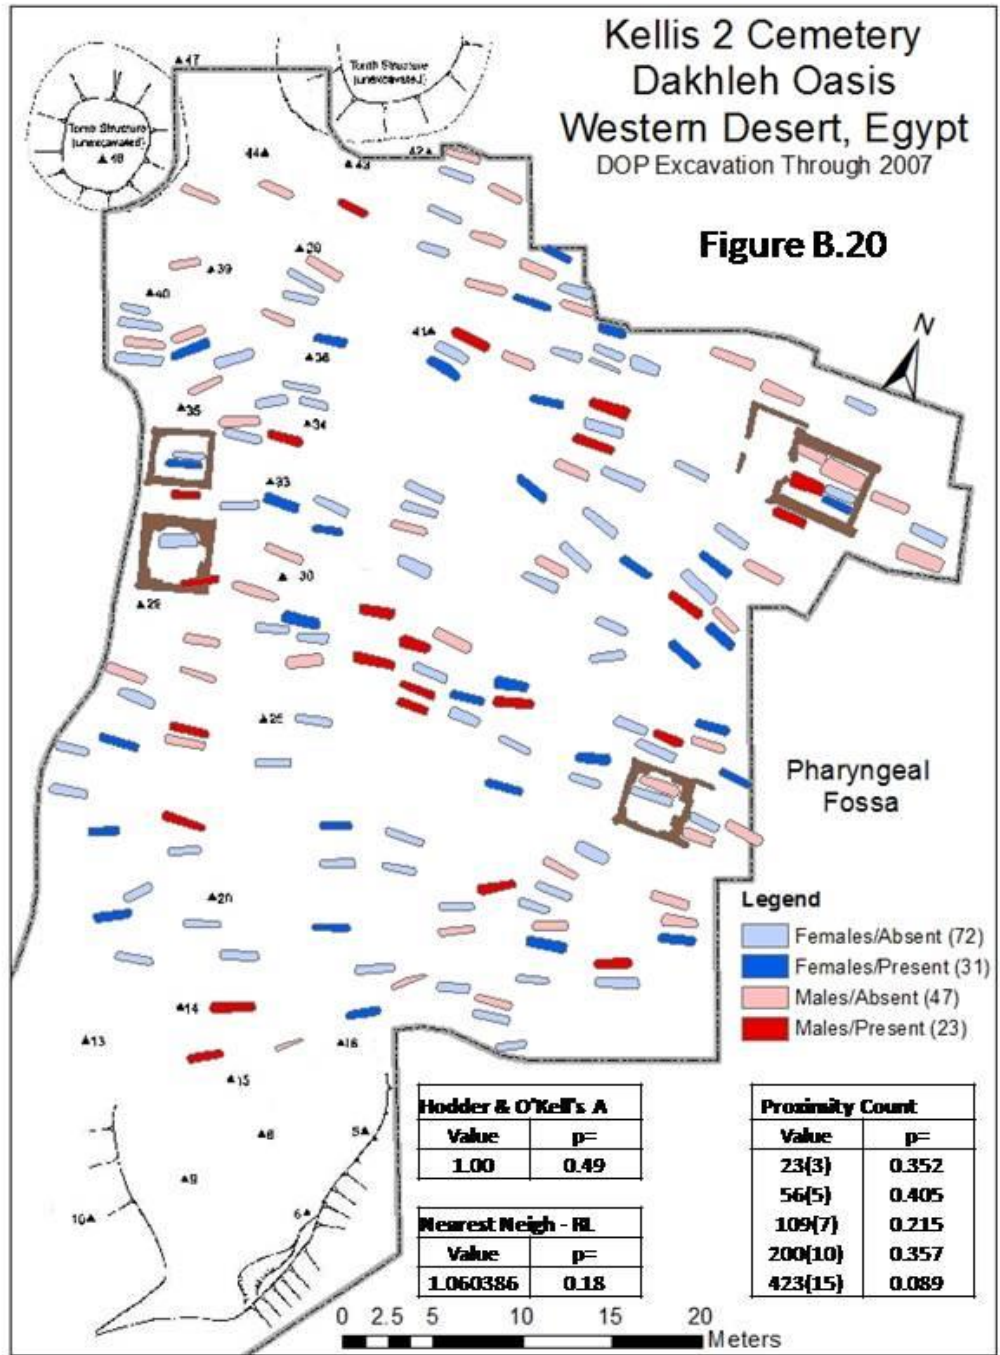 Kellis 2 Cemetery
Dakhleh Oasis
Western Desert, Egypt
DOP Excavation Through 2007
Figure B.20
▲47
Tomb Structure
(unexcavated)
Tomb Structure
(unexcavated)
▲48
44▲
▲43
42▲
▲39
▲40
41▲
▲36
▲35
▲34
▲33
▲ 30
▲29
N
Pharyngeal
Fossa
Legend
Females/Absent (72)
Females/Present (31)
Males/Absent (47)
Males/Present (23)
▲14
▲13
▲16
▲15
▲8
5▲
▲9
10▲
6▲
Hodder & O'Kell's A
Value p=
1.00 0.49
Nearest Neigh - RL
Value p=
1.060386 0.18
Proximity Count
Value p=
23(3) 0.352
56(5) 0.405
109(7) 0.215
200(10) 0.357
423(15) 0.089
0 2.5 5 10 15 20
Meters